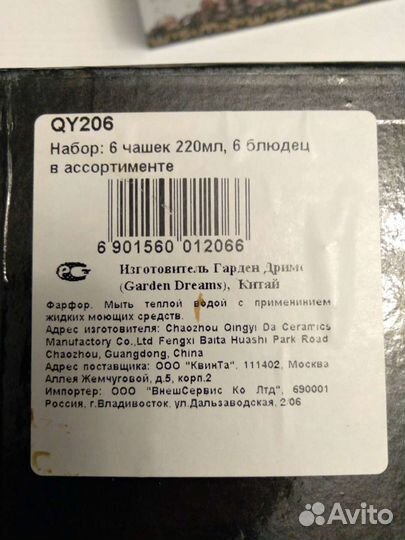 QY206
Набор: 6 чашек 220мл, 6 блюдец
в ассортименте
6 901560 012066
Изготовитель Гарден Дримс
(Garden Dreams), Китай
Фарфор. Мыть теплой водой с применинием
жидких моющих средств.
Адрес изготовителя: Chaozhou Qingyi Da Ceramics
Manufactory Co.,Ltd Fengxi Baita Huashi Park Road
Chaozhou, Guangdong, China
Адрес поставщика: ООО "КвинТа", 111402, Москва
Аллея Жемчуговой, д.5, корп.2
Импортер: ООО "ВнешСервис Ко Лтд", 690001
Россия, г.Владивосток, ул.Дальзаводская, 2/06
Avito